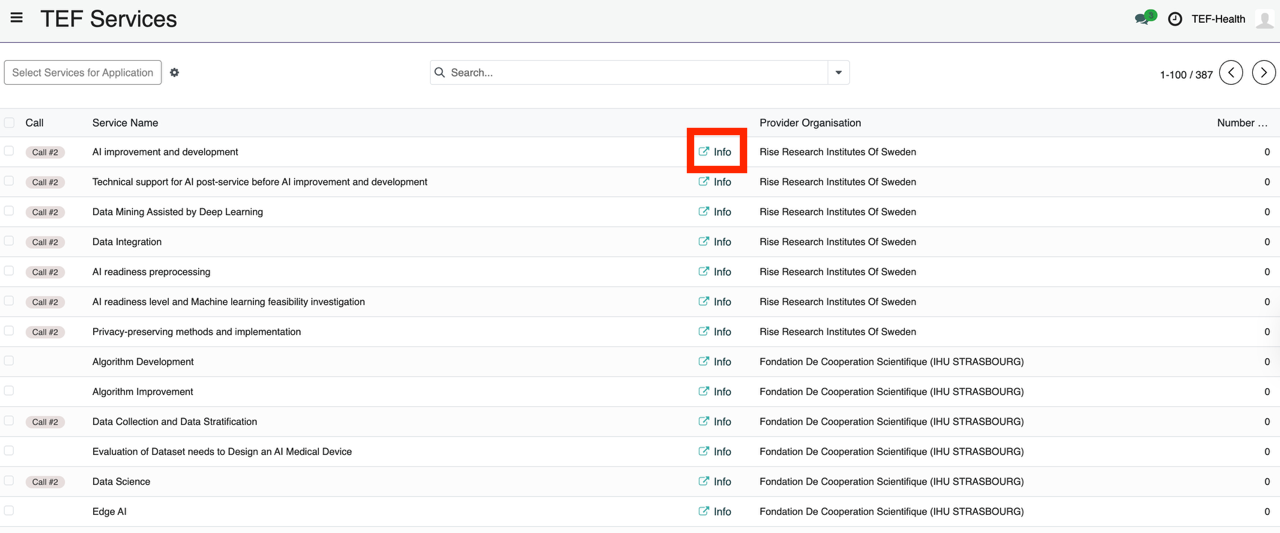 TEF Services
3
TEF-Health
Select Services for Application
Search...
1-100 / 387
Call Service Name Provider Organisation Number ...
Call #2 AI improvement and development Info Rise Research Institutes Of Sweden 0
Call #2 Technical support for AI post-service before AI improvement and development Info Rise Research Institutes Of Sweden 0
Call #2 Data Mining Assisted by Deep Learning Info Rise Research Institutes Of Sweden 0
Call #2 Data Integration Info Rise Research Institutes Of Sweden 0
Call #2 AI readiness preprocessing Info Rise Research Institutes Of Sweden 0
Call #2 AI readiness level and Machine learning feasibility investigation Info Rise Research Institutes Of Sweden 0
Call #2 Privacy-preserving methods and implementation Info Rise Research Institutes Of Sweden 0
Algorithm Development Info Fondation De Cooperation Scientifique (IHU STRASBOURG) 0
Algorithm Improvement Info Fondation De Cooperation Scientifique (IHU STRASBOURG) 0
Call #2 Data Collection and Data Stratification Info Fondation De Cooperation Scientifique (IHU STRASBOURG) 0
Evaluation of Dataset needs to Design an AI Medical Device Info Fondation De Cooperation Scientifique (IHU STRASBOURG) 0
Call #2 Data Science Info Fondation De Cooperation Scientifique (IHU STRASBOURG) 0
Edge AI Info Fondation De Cooperation Scientifique (IHU STRASBOURG) 0